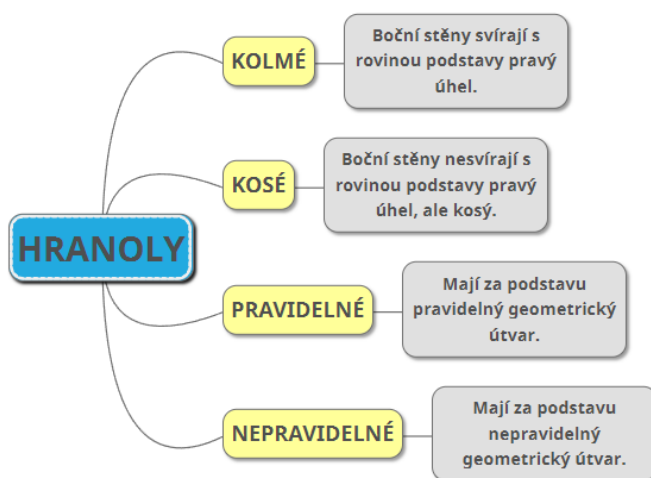 HRANOLY
KOLMÉ
Boční stěny svírají s
rovinou podstavy pravý
úhel.
KOSÉ
Boční stěny nesvírají s
rovinou podstavy pravý
úhel, ale kosý.
PRAVIDELNÉ
Mají za podstavu
pravidelný geometrický
útvar.
NEPRAVIDELNÉ
Mají za podstavu
nepravidelný
geometrický útvar.